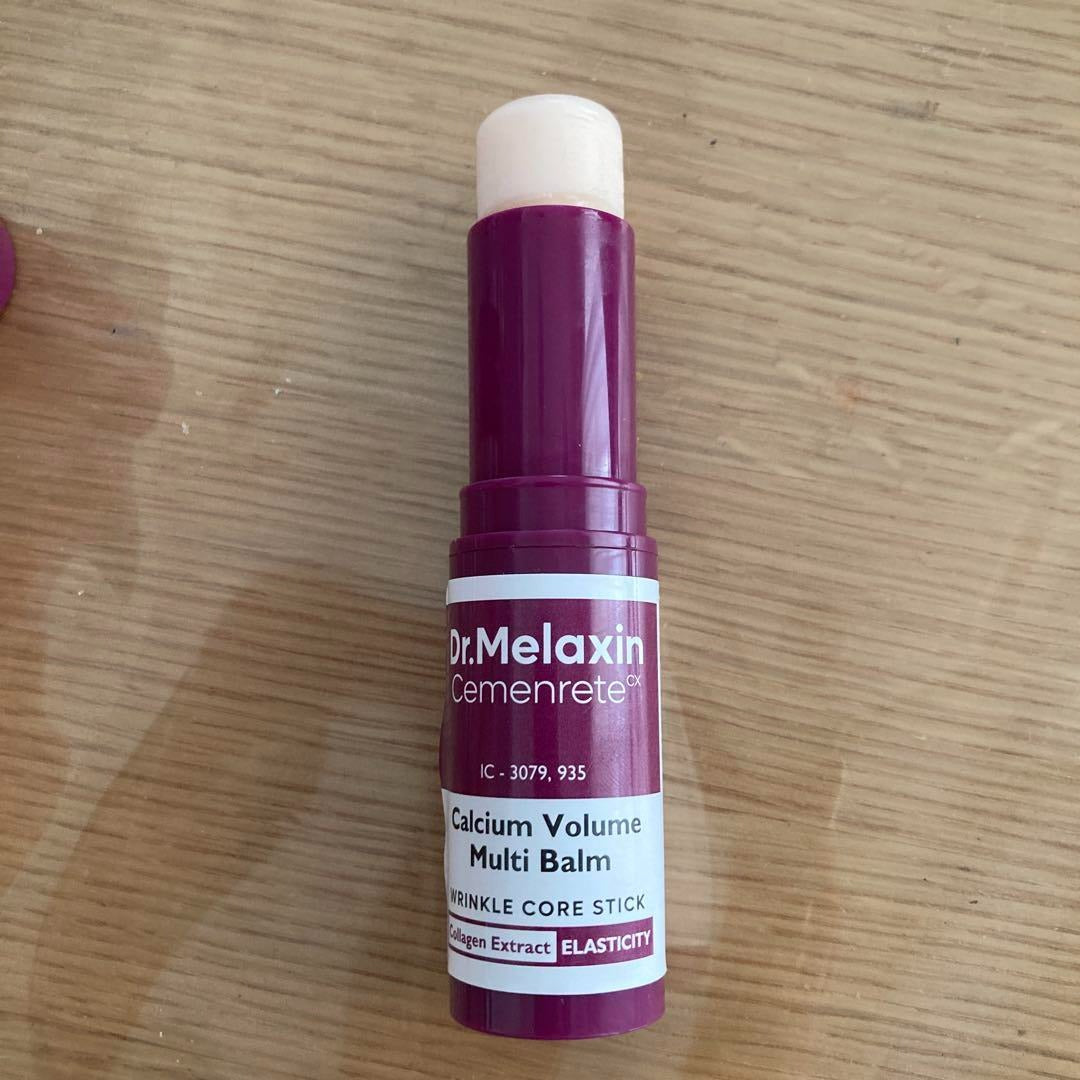 Dr.Melaxin
Cemenrete CX
IC - 3079, 935
Calcium Volume
Multi Balm
WRINKLE CORE STICK
Collagen Extract ELASTICITY